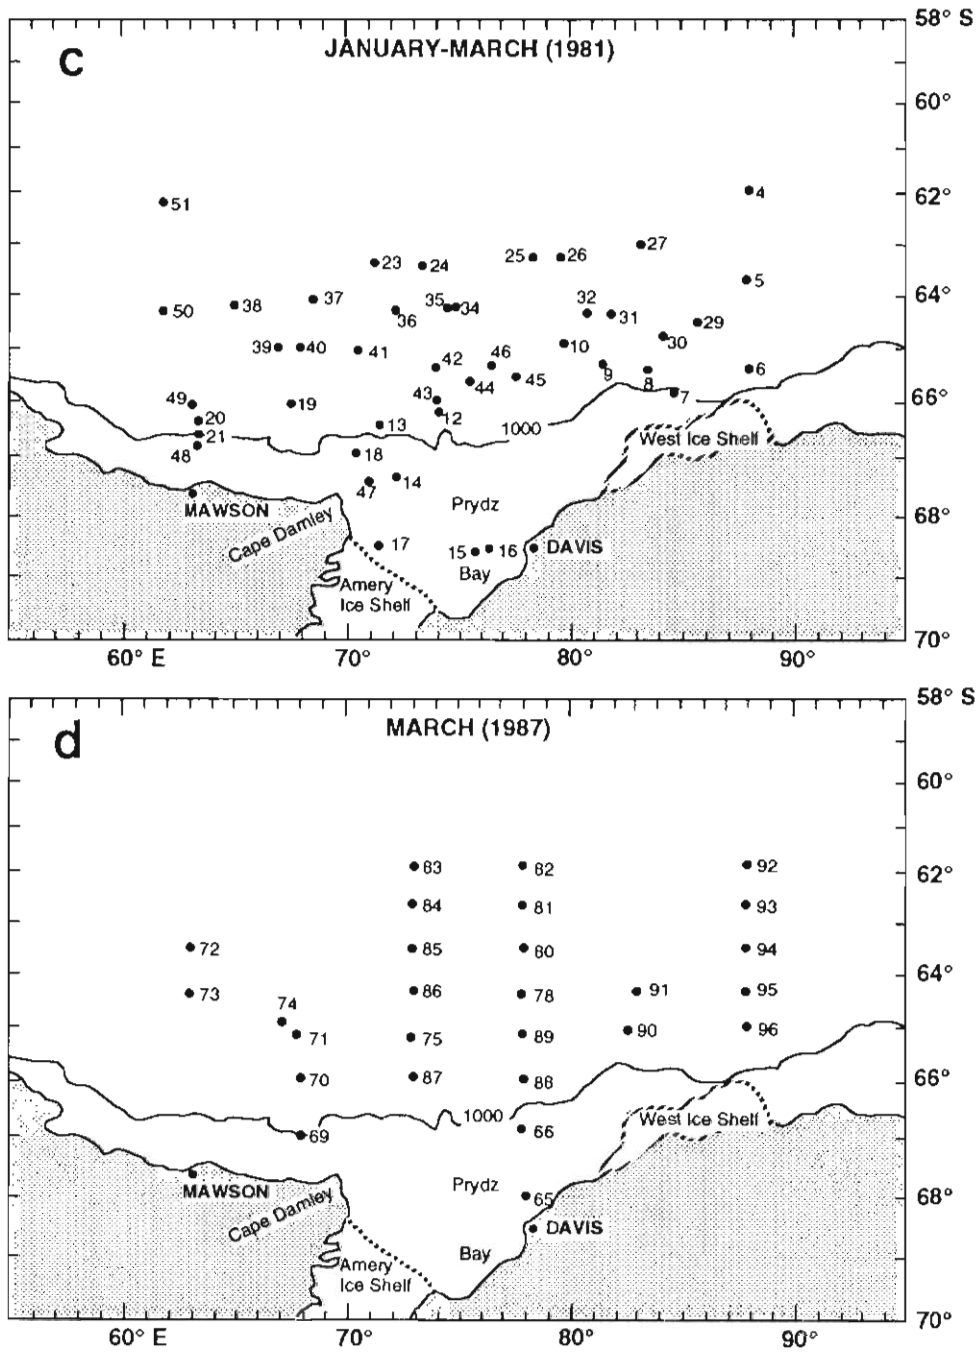 58° S
c
JANUARY-MARCH (1981)
60°
62°
4
51
27
25 26
23 24
5
64°
37
38
35 34
50
36
32
31
29
30
39 40
41
10
42 46
9
8
6
44 45
43
7
49
19
12
66°
20
13
21
1000
West Ice Shelf
48
18
47
14
Prydz
MAWSON
68°
Cape Darnley
17
15 16
DAVIS
Bay
Amery
Ice Shelf
70°
60° E
70°
80°
90°
58° S
d
MARCH (1987)
60°
83 82 92
62°
84 81 93
72 85 80 94
64°
73 86 78 91 95
74
71 75 89 90 96
70 87 88
66°
1000
West Ice Shelf
69
66
Prydz
MAWSON
65
68°
Cape Darnley
DAVIS
Bay
Amery
Ice Shelf
70°
60° E
70°
80°
90°